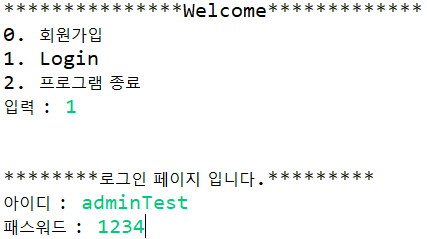 ***************Welcome*************
0. 회원가입
1. Login
2. 프로그램 종료
입력 : 1
********로그인 페이지 입니다.*********
아이디 : adminTest
패스워드 : 1234